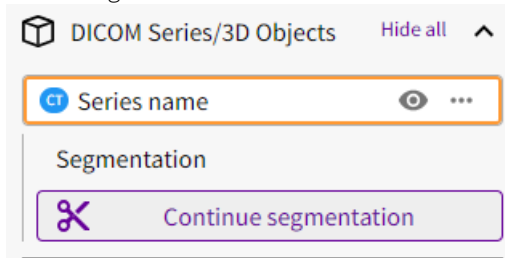 DICOM Series/3D Objects Hide all
CT Series name
Segmentation
Continue segmentation